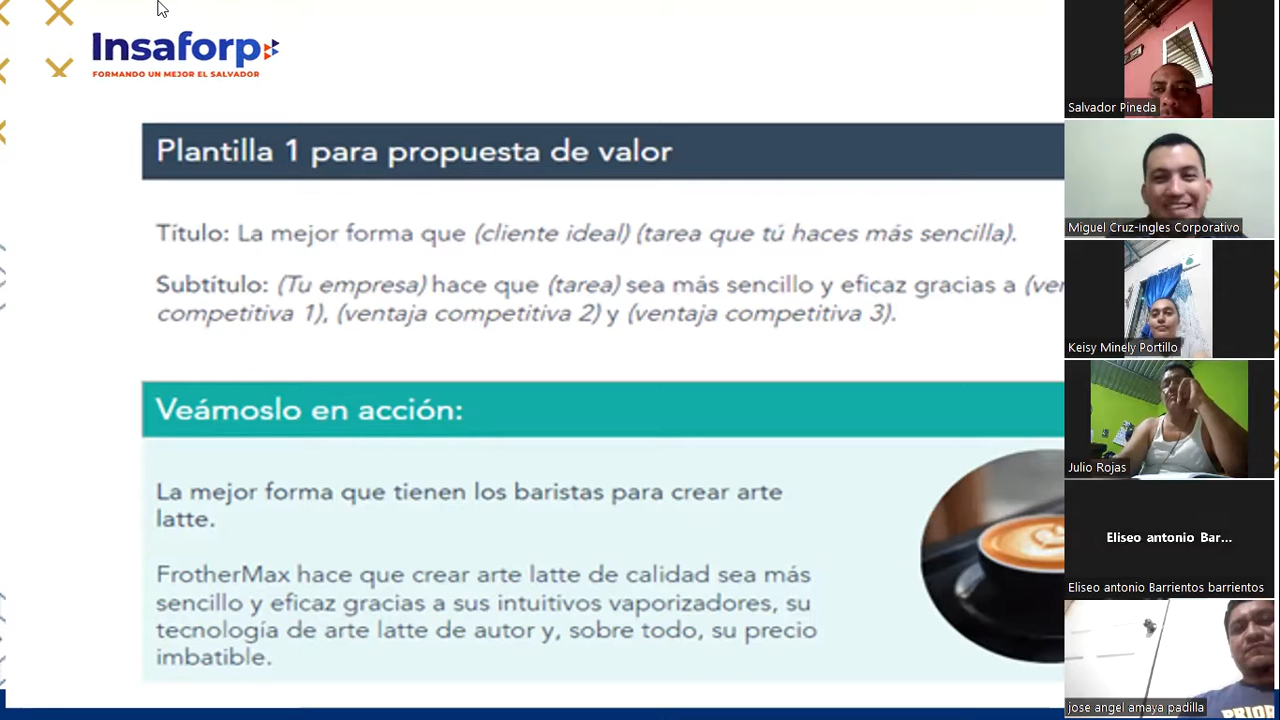 Insaforp
FORMANDO UN MEJOR EL SALVADOR
Plantilla 1 para propuesta de valor
Título: La mejor forma que (cliente ideal) (tarea que tú haces más sencilla).
Subtítulo: (Tu empresa) hace que (tarea) sea más sencillo y eficaz gracias a (ven
competitiva 1), (ventaja competitiva 2) y (ventaja competitiva 3).
Veámoslo en acción:
La mejor forma que tienen los baristas para crear arte
latte.
FrotherMax hace que crear arte latte de calidad sea más
sencillo y eficaz gracias a sus intuitivos vaporizadores, su
tecnología de arte latte de autor y, sobre todo, su precio
imbatible.
Salvador Pineda
Miguel Cruz-ingles Corporativo
Keisy Minely Portillo
Julio Rojas
Eliseo antonio Bar...
Eliseo antonio Barrientos barrientos
jose angel amaya padilla
PRIOR